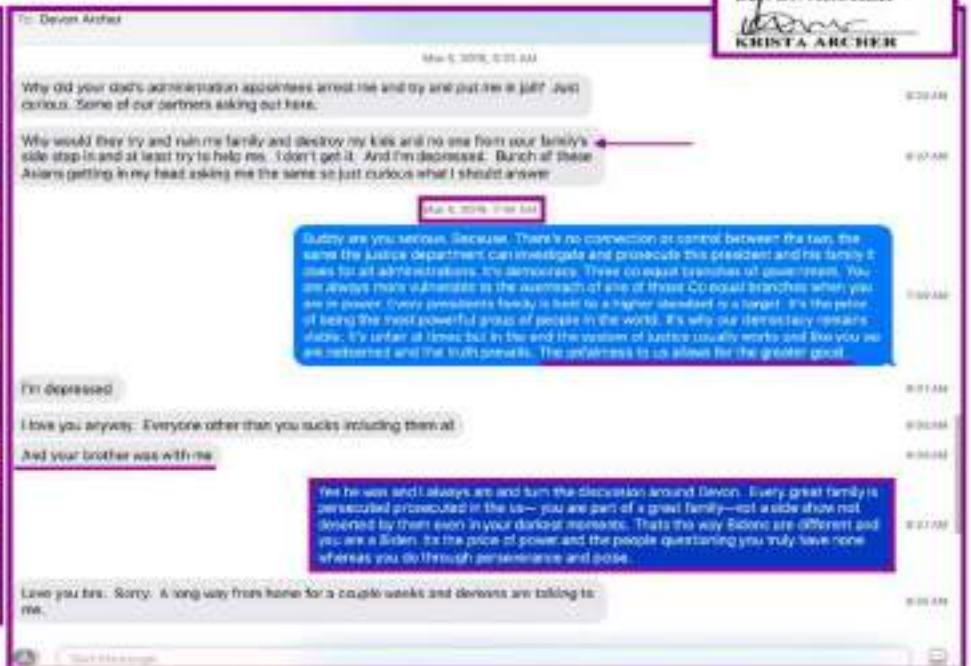 KRISTA ARCHER
To: Devon Archer
Why did your dad's administration appointees arrest me and try and put me in jail? Just
curious. Some of our partners asking out here.
Why would they try and ruin my family and destroy my kids and no one from your family's
side step in and at least try to help me. I don't get it. And I'm depressed. Bunch of these
Asians getting in my head asking me the same so just curious what I should answer
Buddy are you serious. Because. There's no connection or control between the two, the
same the justice department can investigate and prosecute this president and his family it
does for all administrations. It's democracy. Three co equal branches of government. You
are always more vulnerable to the overreach of one of those Co equal branches when you
are in power. Every presidents family is held to a higher standard is a target. It's the price
of being the most powerful group of people in the world. It's why our democracy remains
viable. It's unfair at times but in the end the system of justice usually works and like you we
are redeemed and the truth prevails. The unfairness to us allows for the greater good.
I'm depressed
I love you anyway. Everyone other than you sucks including them all
And your brother was with me
Yes he was and I always am and turn the discussion around Devon. Every great family is
persecuted prosecuted in the us— you are part of a great family—not a side show not
deserted by them even in your darkest moments. Thats the way Bidens are different and
you are a Biden. Its the price of power and the people questioning you truly have none
whereas you do through perseverance and poise.
Love you bro. Sorry. A long way from home for a couple weeks and demons are talking to
me.
Text Message